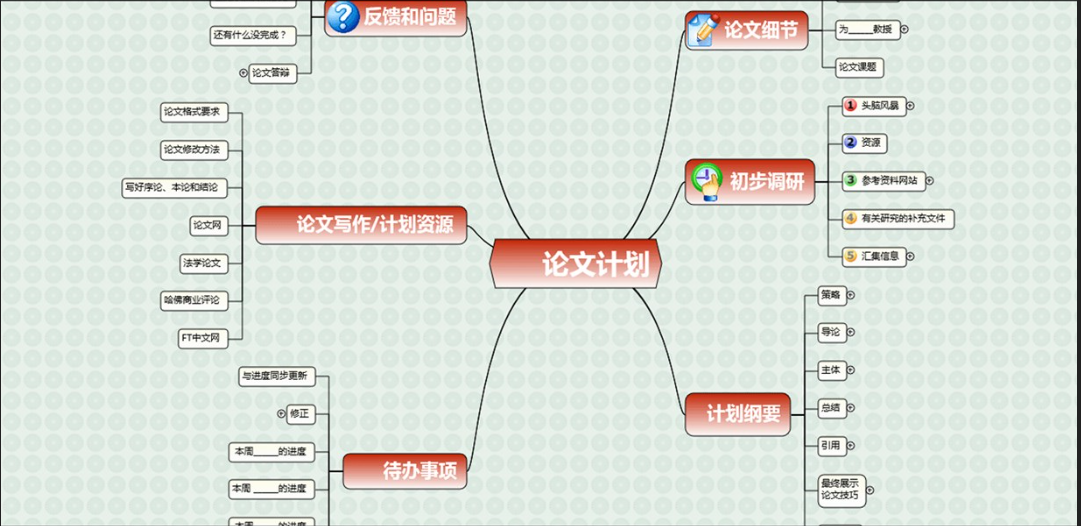 论文计划
反馈和问题
还有什么没完成？
论文答辩
论文写作/计划资源
论文格式要求
论文修改方法
写好序论、本论和结论
论文网
法学论文
哈佛商业评论
FT中文网
待办事项
与进度同步更新
修正
本周_____的进度
本周 _____的进度
本周_____的进度
论文细节
为_____教授
论文课题
初步调研
1 头脑风暴
2 资源
3 参考资料网站
4 有关研究的补充文件
5 汇集信息
计划纲要
策略
导论
主体
总结
引用
最终展示
论文技巧